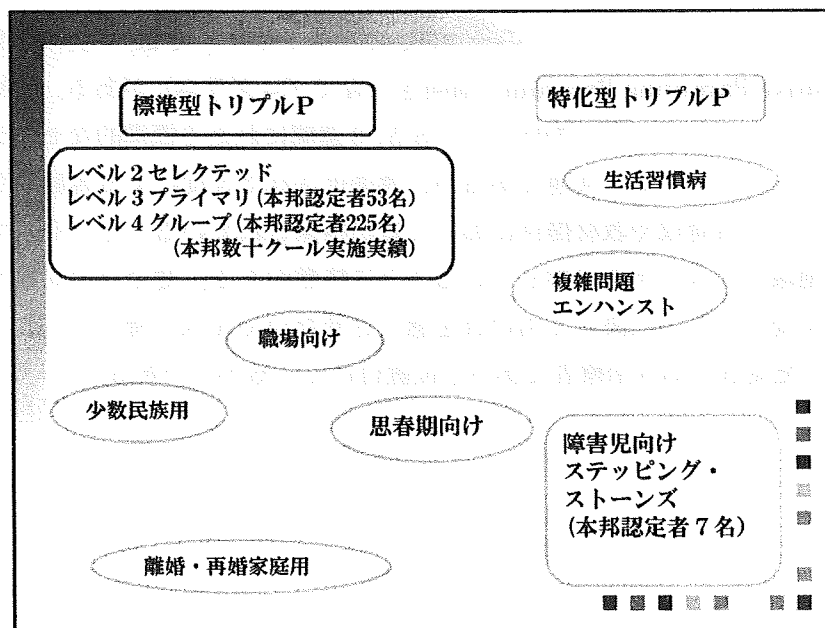 標準型トリプルP
特化型トリプルP
レベル2セレクテッド
レベル3プライマリ(本邦認定者53名)
レベル4グループ(本邦認定者225名)
(本邦数十クール実施実績)
生活習慣病
複雑問題
エンハンスト
職場向け
少数民族用
思春期向け
障害児向け
ステッピング・
ストーンズ
(本邦認定者7名)
離婚・再婚家庭用